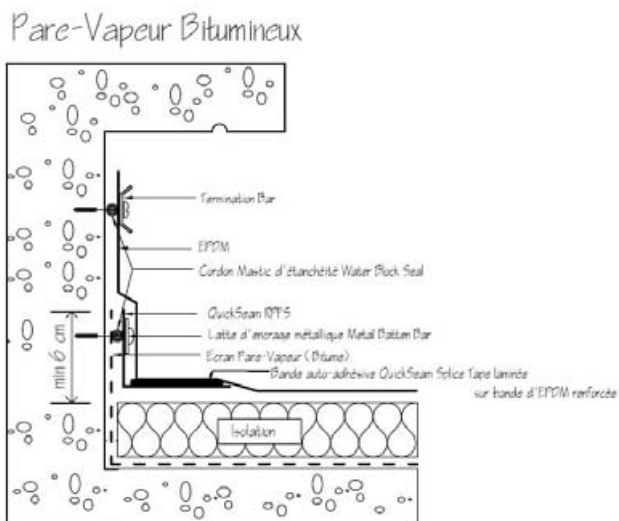 Pare-Vapeur Bitumineux
Termination Bar
EPDM
Cordon Mastic d'étanchéité Water Block Seal
QuickSeam RPFS
Latte d'encrage métallique Metal Batten Bar
min 6 cm
Ecran Pare-Vapeur (Bitume)
Bande auto-adhésive QuickSeam Splice Tape laminée
sur bande d'EPDM renforcée
Isolation